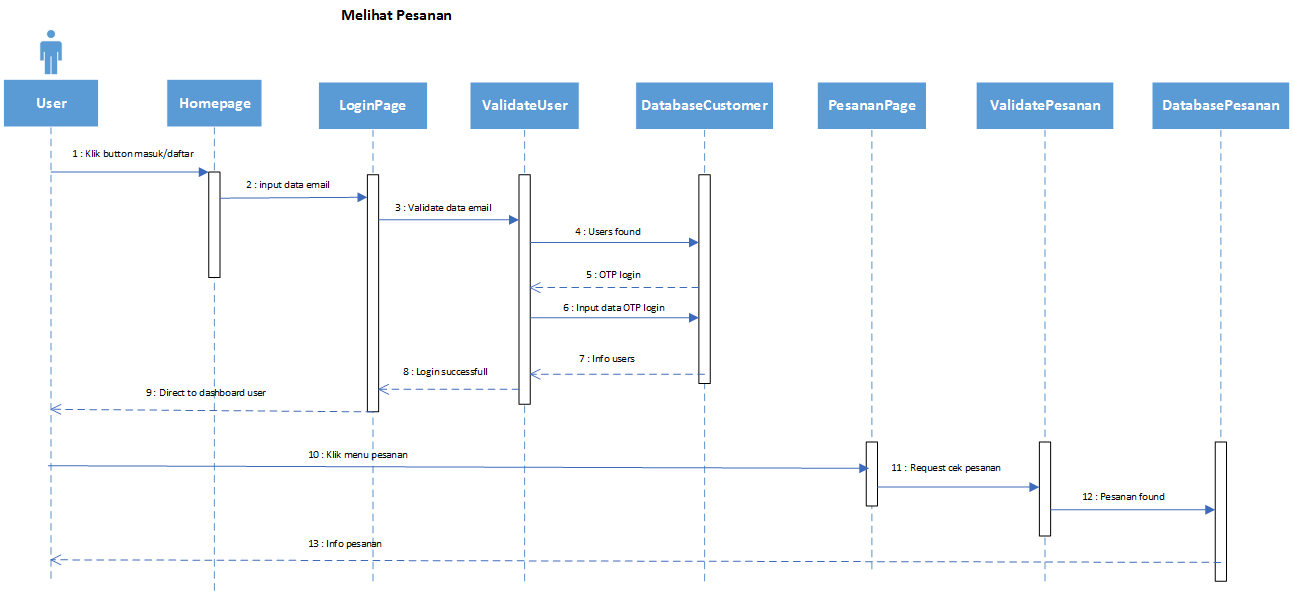 Melihat Pesanan
User
Homepage
LoginPage
ValidateUser
DatabaseCustomer
PesananPage
ValidatePesanan
DatabasePesanan
1 : Klik button masuk/daftar
2 : input data email
3 : Validate data email
4 : Users found
5 : OTP login
6 : Input data OTP login
7 : Info users
8 : Login successfull
9 : Direct to dashboard user
10 : Klik menu pesanan
11 : Request cek pesanan
12 : Pesanan found
13 : Info pesanan